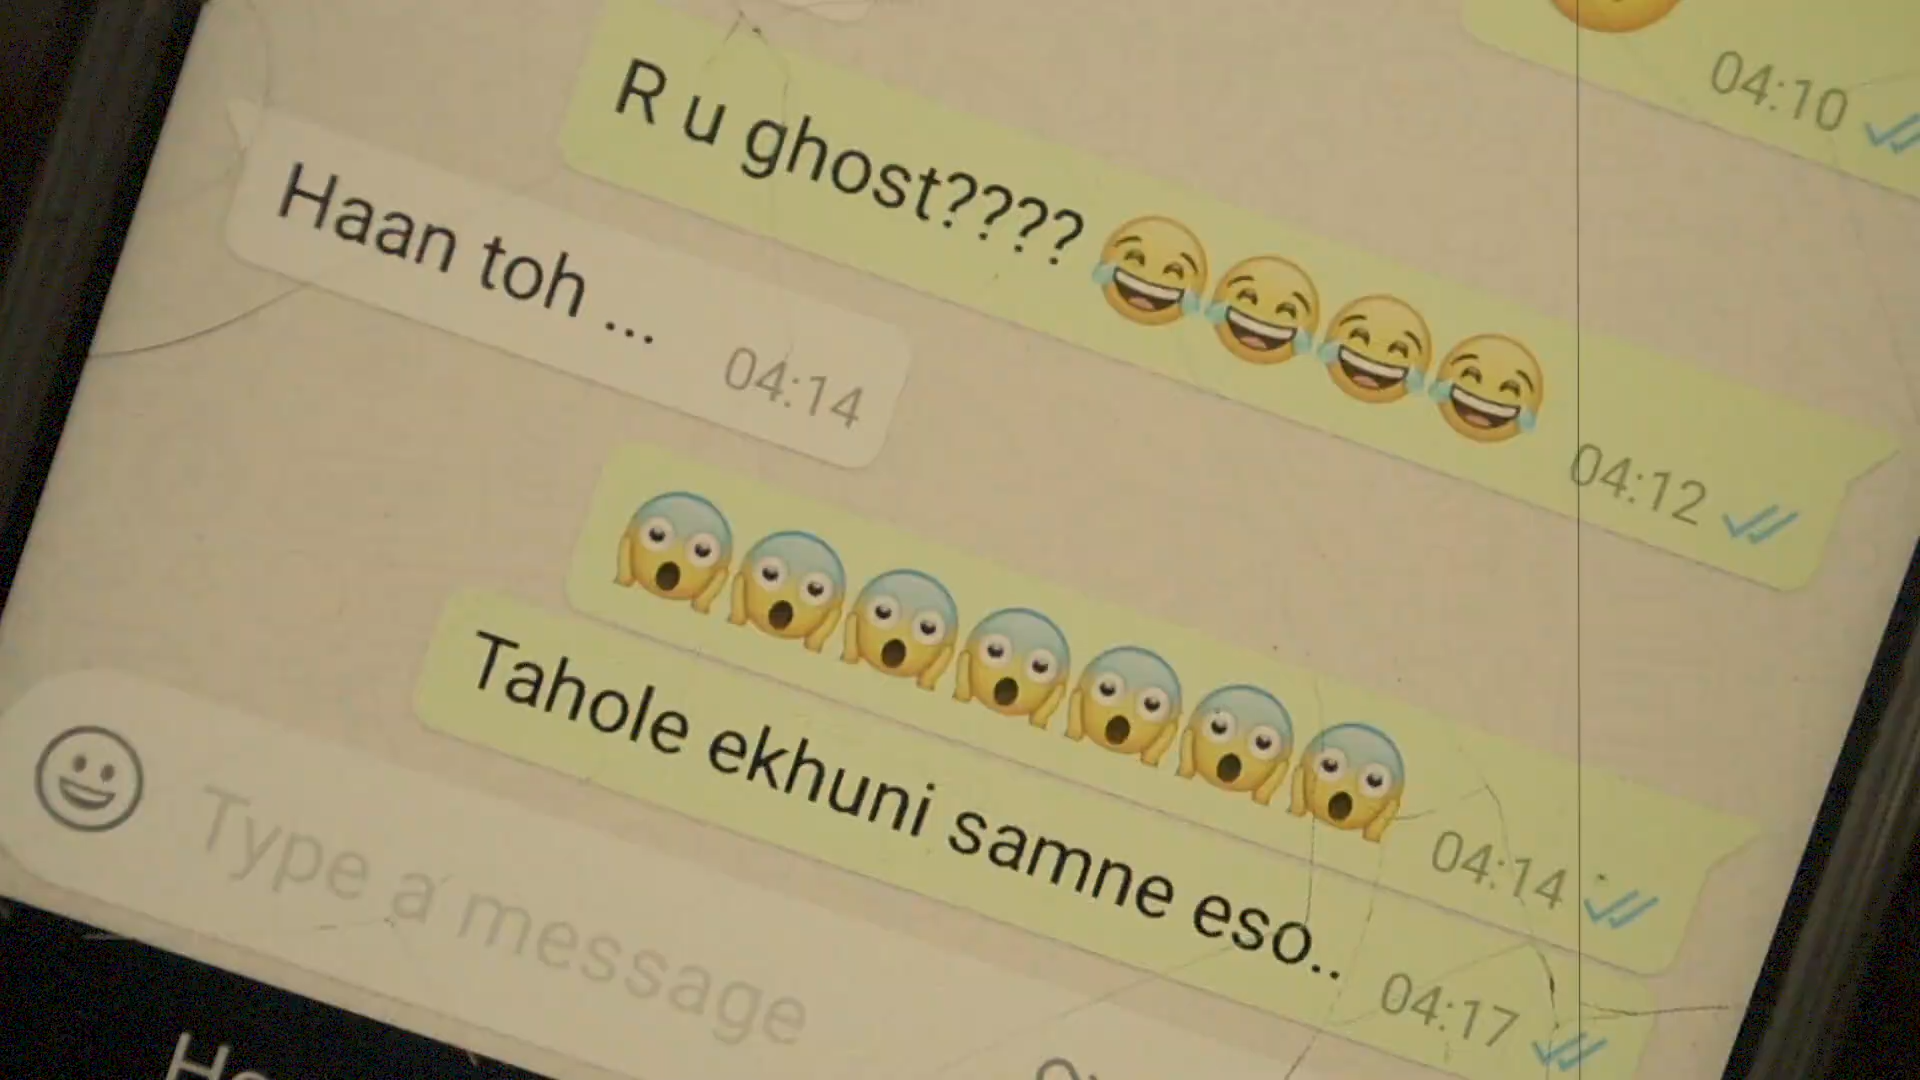 04:10
R u ghost???? 😂😂😂😂 04:12
Haan toh ... 04:14
😱😱😱😱😱😱😱 04:14
Tahole ekhuni samne eso.. 04:17
Type a message